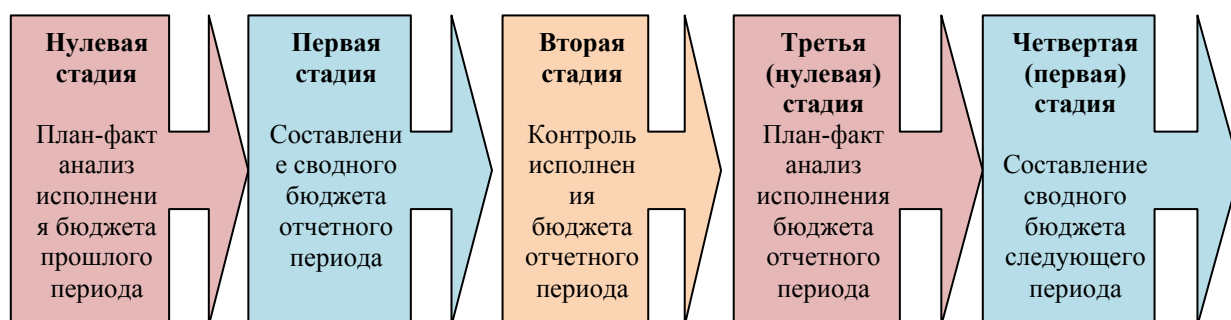 Нулевая
стадия
План-факт
анализ
исполнени
я бюджета
прошлого
периода
Первая
стадия
Составлени
е сводного
бюджета
отчетного
периода
Вторая
стадия
Контроль
исполнен
ия
бюджета
отчетного
периода
Третья
(нулевая)
стадия
План-факт
анализ
исполнения
бюджета
отчетного
периода
Четвертая
(первая)
стадия
Составление
сводного
бюджета
следующего
периода